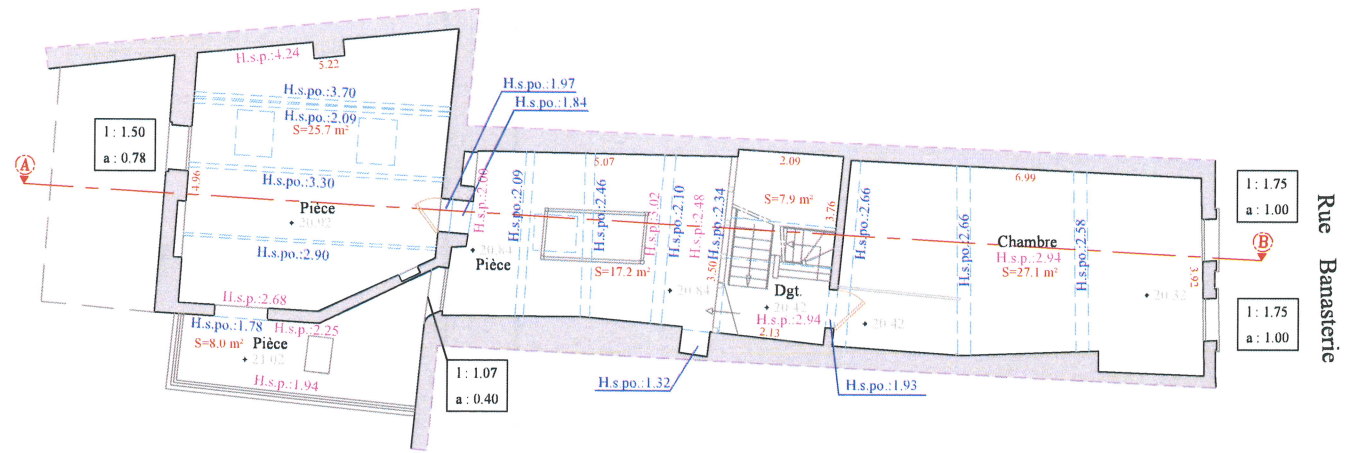 H.s.p.:4.24
5.22
H.s.po.:3.70
H.s.po.:2.09
S=25.7 m²
l : 1.50
a : 0.78
A
14.96
H.s.po.:3.30
Pièce
20.92
H.s.po.:2.90
H.s.p.:2.68
H.s.po.:1.78
H.s.p.:2.25
S=8.0 m²
Pièce
21.02
H.s.p.:1.94
H.s.po.:1.97
H.s.po.:1.84
H.s.p.:2.00
H.s.po.:2.09
5.07
H.s.po.:2.46
H.s.p.:3.02
H.s.po.:2.10
H.s.p.:2.48
H.s.po.:2.34
20.84
Pièce
S=17.2 m²
20.84
3.50
l : 1.07
a : 0.40
H.s.po.:1.32
2.09
S=7.9 m²
3.76
Dgt.
20.42
H.s.p.:2.94
2.13
H.s.po.:2.66
20.42
H.s.po.:1.93
6.99
H.s.po.:2.66
Chambre
H.s.p.:2.94
S=27.1 m²
H.s.po.:2.58
20.32
3.92
l : 1.75
a : 1.00
B
l : 1.75
a : 1.00
Rue Banasterie